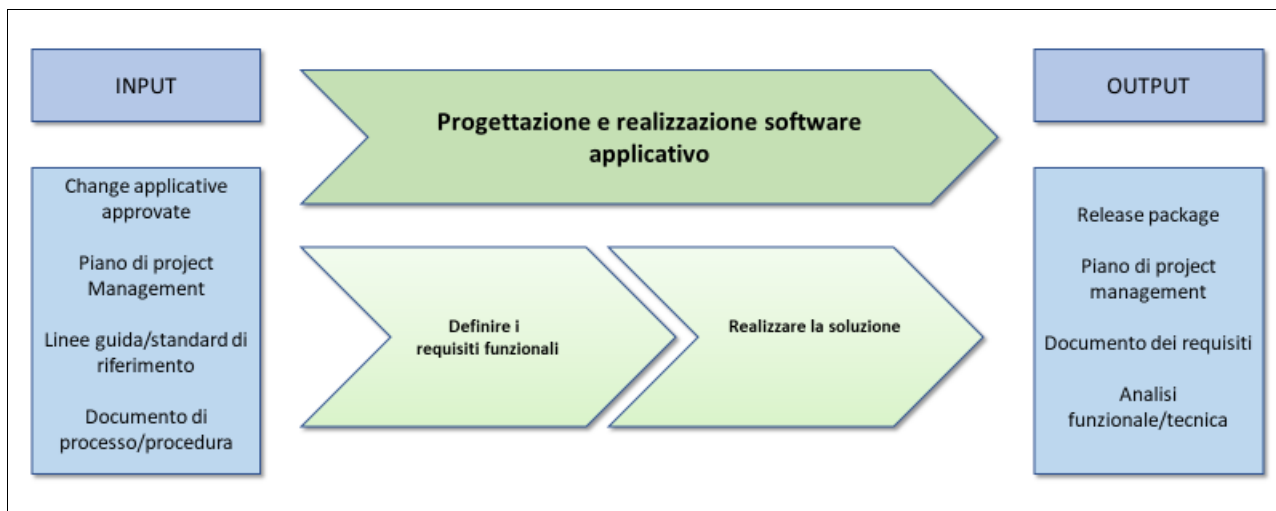 INPUT
Progettazione e realizzazione software
applicativo
OUTPUT
Change applicative
approvate
Piano di project
Management
Linee guida/standard di
riferimento
Documento di
processo/procedura
Definire i
requisiti funzionali
Realizzare la soluzione
Release package
Piano di project
management
Documento dei requisiti
Analisi
funzionale/tecnica